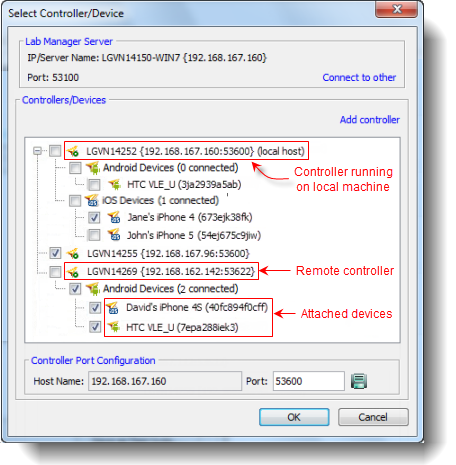 Select Controller/Device
Lab Manager Server
IP/Server Name: LGVN14150-WIN7 {192.168.167.160}
Port: 53100
Connect to other
Controllers/Devices
Add controller
LGVN14252 {192.168.167.160:53600} (local host)
Android Devices (0 connected)
HTC VLE_U (3ja2939a5ab)
iOS Devices (1 connected)
Jane's iPhone 4 (673ejk38fk)
John's iPhone 5 (54ej675c9jiw)
Controller running
on local machine
LGVN14255 {192.168.167.96:53600}
LGVN14269 {192.168.162.142:53622}
Remote controller
Android Devices (2 connected)
David's iPhone 4S (40fc894f0cff)
HTC VLE_U (7epa288iek3)
Attached devices
Controller Port Configuration
Host Name: 192.168.167.160 Port: 53600
OK Cancel